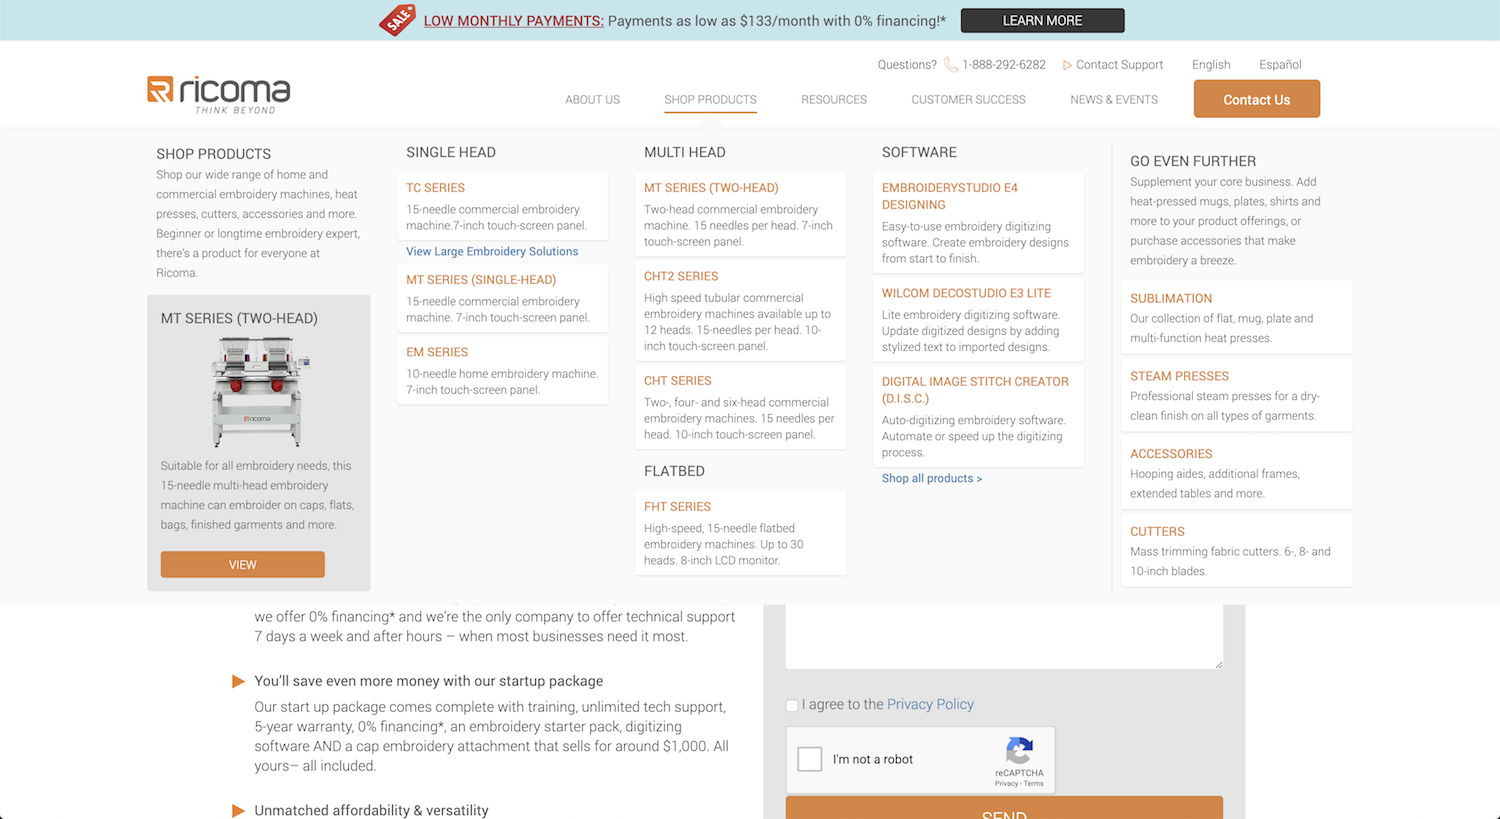 SALE LOW MONTHLY PAYMENTS: Payments as low as $133/month with 0% financing!* LEARN MORE
Questions? 1-888-292-6282 Contact Support English Español
ricoma
THINK BEYOND
ABOUT US SHOP PRODUCTS RESOURCES CUSTOMER SUCCESS NEWS & EVENTS Contact Us
SHOP PRODUCTS
Shop our wide range of home and
commercial embroidery machines, heat
presses, cutters, accessories and more.
Beginner or longtime embroidery expert,
there's a product for everyone at
Ricoma.
MT SERIES (TWO-HEAD)
ricoma
Suitable for all embroidery needs, this
15-needle multi-head embroidery
machine can embroider on caps, flats,
bags, finished garments and more.
VIEW
SINGLE HEAD
TC SERIES
15-needle commercial embroidery
machine.7-inch touch-screen panel.
View Large Embroidery Solutions
MT SERIES (SINGLE-HEAD)
15-needle commercial embroidery
machine. 7-inch touch-screen panel.
EM SERIES
10-needle home embroidery machine.
7-inch touch-screen panel.
MULTI HEAD
MT SERIES (TWO-HEAD)
Two-head commercial embroidery
machine. 15 needles per head. 7-inch
touch-screen panel.
CHT2 SERIES
High speed tubular commercial
embroidery machines available up to
12 heads. 15-needles per head. 10-
inch touch-screen panel.
CHT SERIES
Two-, four- and six-head commercial
embroidery machines. 15 needles per
head. 10-inch touch-screen panel.
FLATBED
FHT SERIES
High-speed, 15-needle flatbed
embroidery machines. Up to 30
heads. 8-inch LCD monitor.
SOFTWARE
EMBROIDERYSTUDIO E4
DESIGNING
Easy-to-use embroidery digitizing
software. Create embroidery designs
from start to finish.
WILCOM DECOSTUDIO E3 LITE
Lite embroidery digitizing software.
Update digitized designs by adding
stylized text to imported designs.
DIGITAL IMAGE STITCH CREATOR
(D.I.S.C.)
Auto-digitizing embroidery software.
Automate or speed up the digitizing
process.
Shop all products >
GO EVEN FURTHER
Supplement your core business. Add
heat-pressed mugs, plates, shirts and
more to your product offerings, or
purchase accessories that make
embroidery a breeze.
SUBLIMATION
Our collection of flat, mug, plate and
multi-function heat presses.
STEAM PRESSES
Professional steam presses for a dry-
clean finish on all types of garments.
ACCESSORIES
Hooping aides, additional frames,
extended tables and more.
CUTTERS
Mass trimming fabric cutters. 6-, 8- and
10-inch blades.
we offer 0% financing* and we're the only company to offer technical support
7 days a week and after hours – when most businesses need it most.
You'll save even more money with our startup package
Our start up package comes complete with training, unlimited tech support,
5-year warranty, 0% financing*, an embroidery starter pack, digitizing
software AND a cap embroidery attachment that sells for around $1,000. All
yours– all included.
Unmatched affordability & versatility
I agree to the Privacy Policy
I'm not a robot
reCAPTCHA
Privacy - Terms
SEND